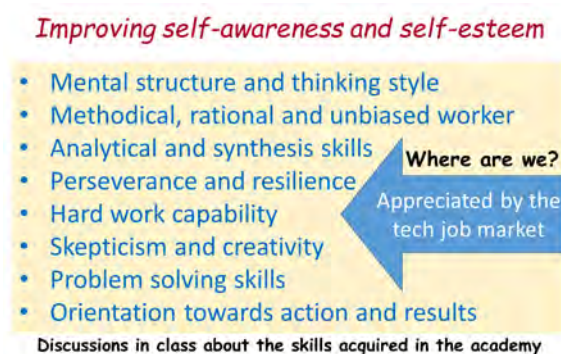 Improving self-awareness and self-esteem
• Mental structure and thinking style
• Methodical, rational and unbiased worker
• Analytical and synthesis skills
• Perseverance and resilience
• Hard work capability
• Skepticism and creativity
• Problem solving skills
• Orientation towards action and results
Where are we?
Appreciated by the
tech job market
Discussions in class about the skills acquired in the academy